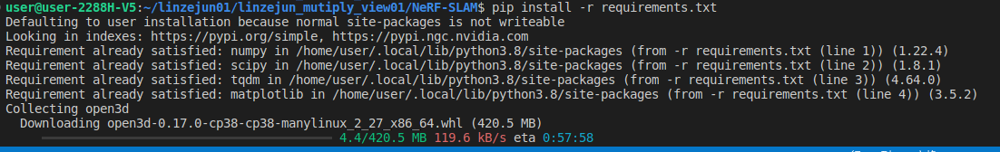 user@user-2288H-V5:~/linzejun01/linzejun_mutiply_view01/NeRF-SLAM$ pip install -r requirements.txt
Defaulting to user installation because normal site-packages is not writeable
Looking in indexes: https://pypi.org/simple, https://pypi.ngc.nvidia.com
Requirement already satisfied: numpy in /home/user/.local/lib/python3.8/site-packages (from -r requirements.txt (line 1)) (1.22.4)
Requirement already satisfied: scipy in /home/user/.local/lib/python3.8/site-packages (from -r requirements.txt (line 2)) (1.8.1)
Requirement already satisfied: tqdm in /home/user/.local/lib/python3.8/site-packages (from -r requirements.txt (line 3)) (4.64.0)
Requirement already satisfied: matplotlib in /home/user/.local/lib/python3.8/site-packages (from -r requirements.txt (line 4)) (3.5.2)
Collecting open3d
Downloading open3d-0.17.0-cp38-cp38-manylinux_2_27_x86_64.whl (420.5 MB)
4.4/420.5 MB 119.6 kB/s eta 0:57:58